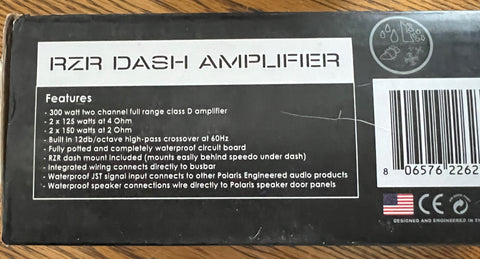 RZR DASH AMPLIFIER
Features
- 300 watt two channel full range class D amplifier
- 2 x 125 watts at 4 Ohm
- 2 x 150 watts at 2 Ohm
- Built in 12db/octave high-pass crossover at 60Hz
- Fully potted and completely waterproof circuit board
- RZR dash mount included (mounts easily behind speedo under dash)
- Integrated wiring connects directly to busbar
- Waterproof JST signal input connects to other Polaris Engineered audio products
- Waterproof speaker connections wire directly to Polaris speaker door panels
8 06576 2262
CE
DESIGNED AND ENGINEERED IN THE